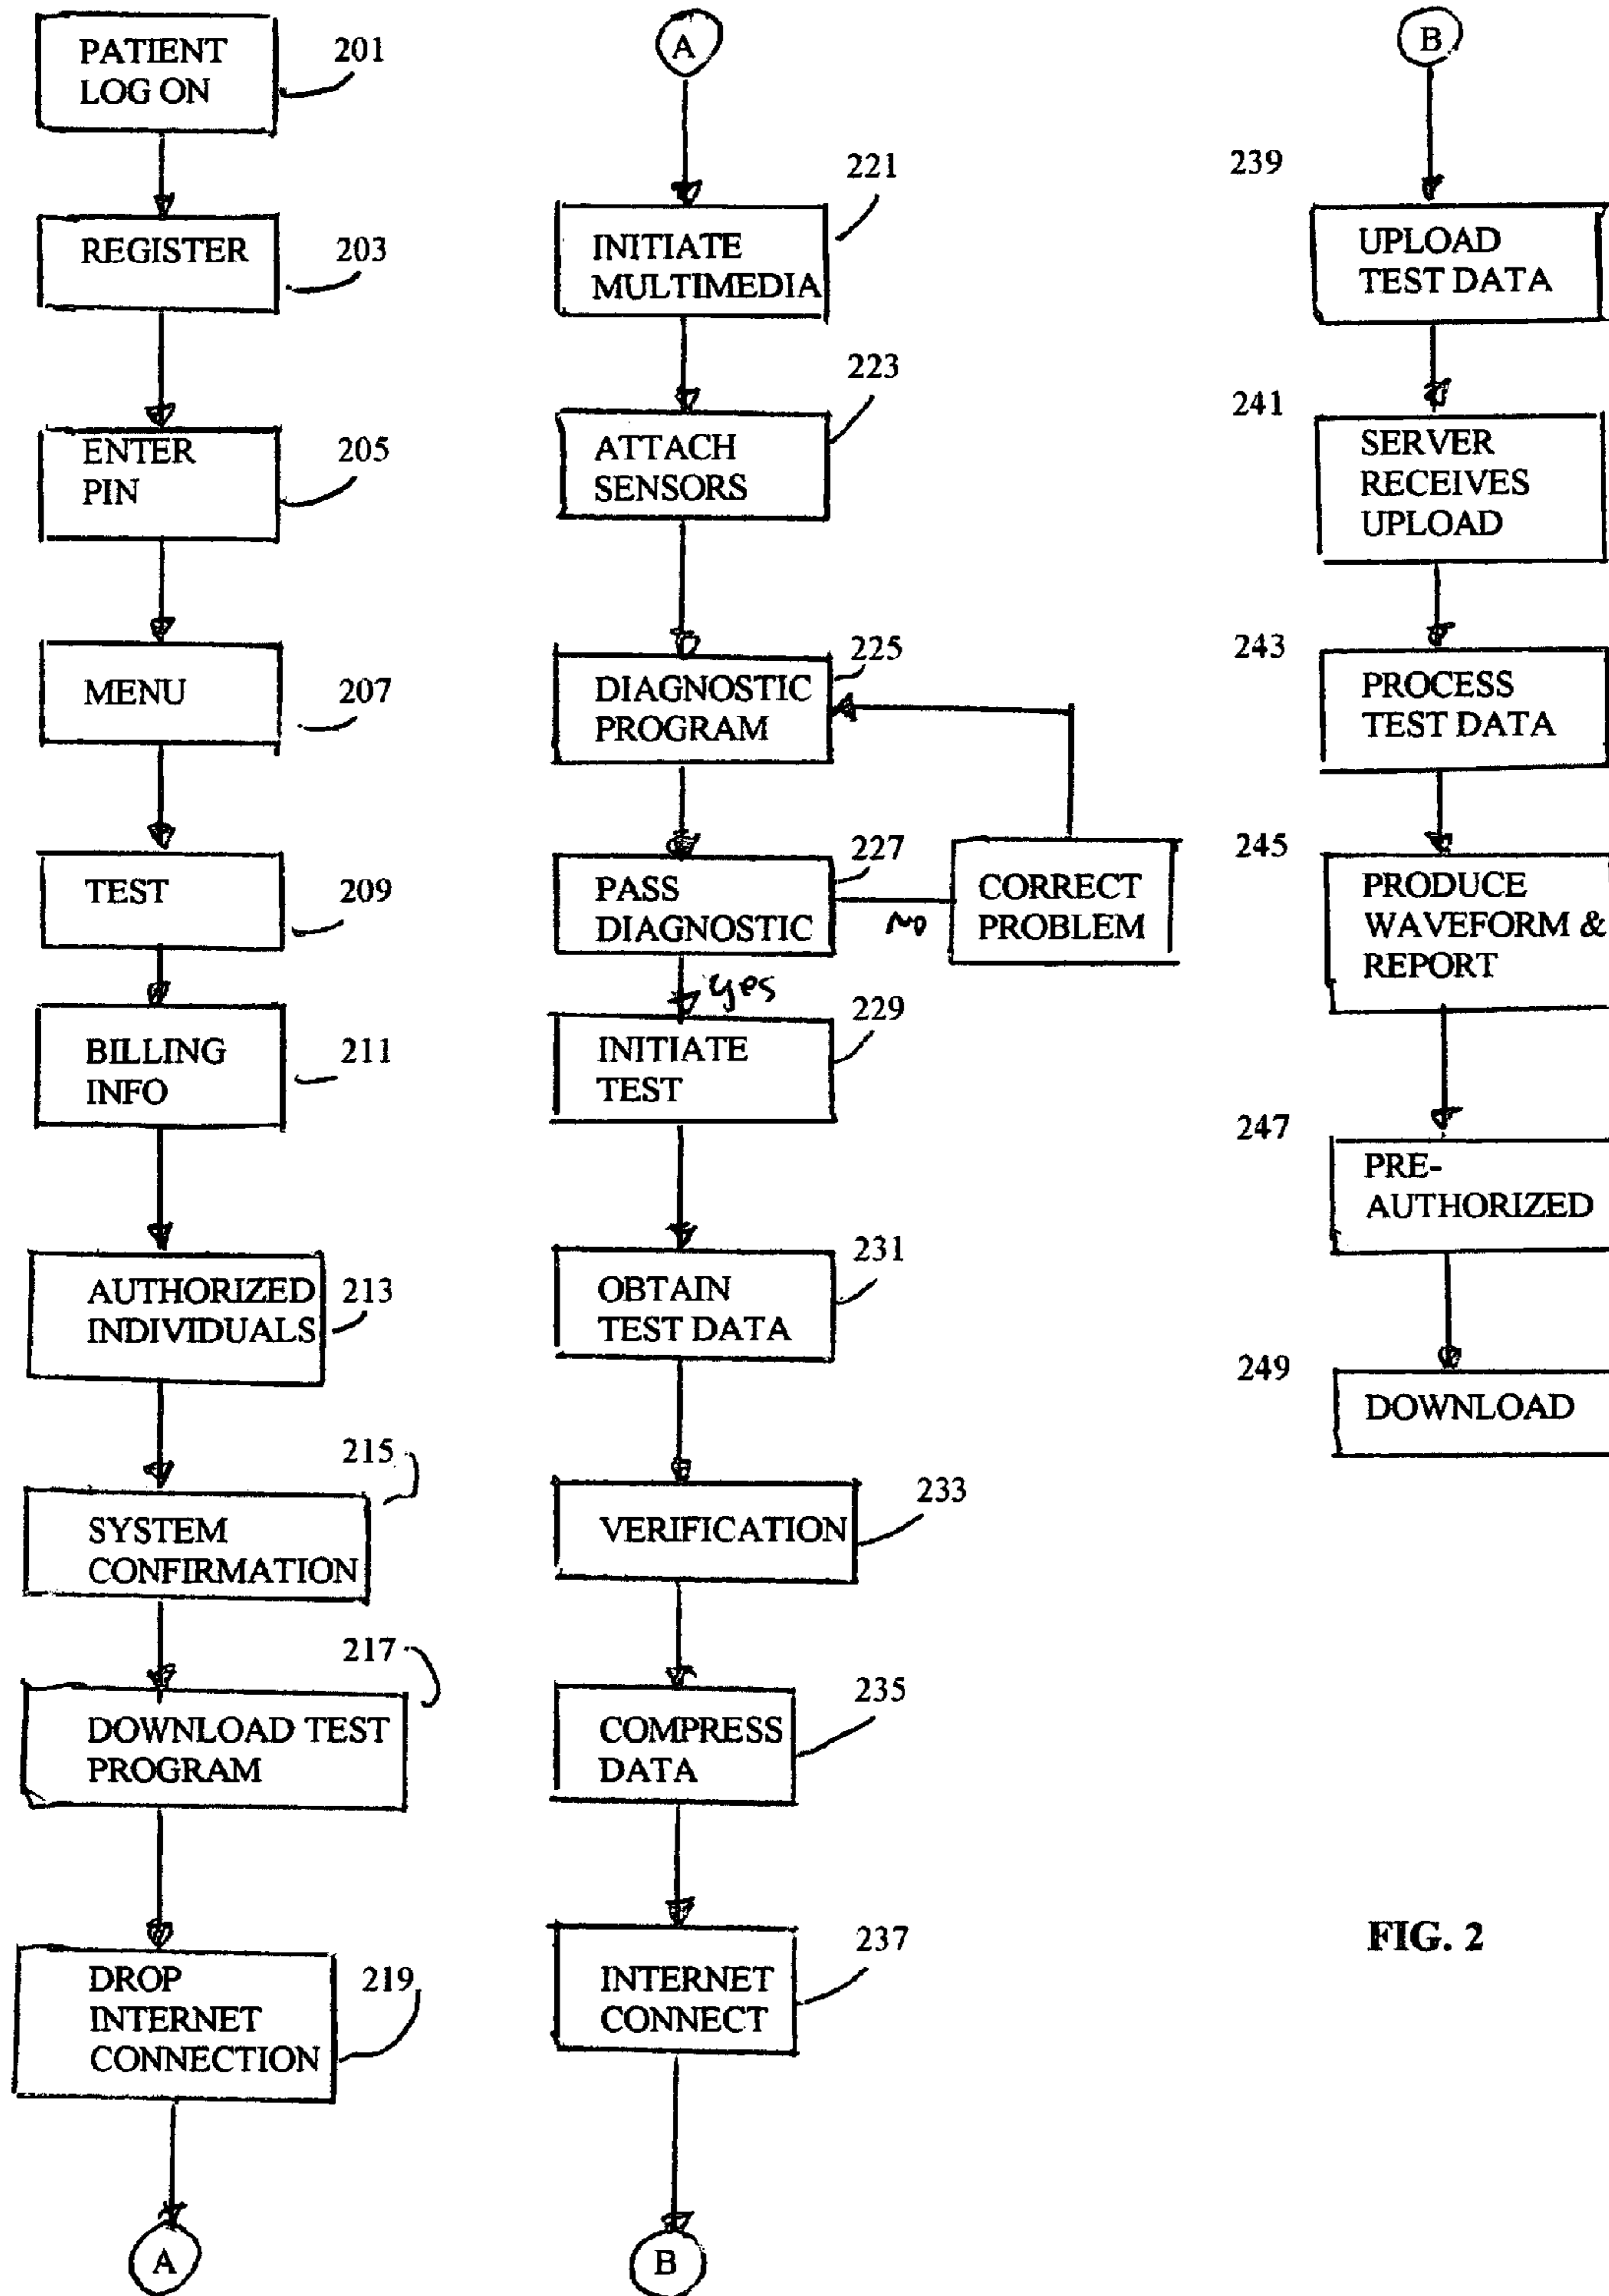 PATIENT
LOG ON
201
REGISTER
203
ENTER
PIN
205
MENU
207
TEST
209
BILLING
INFO
211
AUTHORIZED
INDIVIDUALS
213
215
SYSTEM
CONFIRMATION
217
DOWNLOAD TEST
PROGRAM
DROP
INTERNET
CONNECTION
219
A
A
221
INITIATE
MULTIMEDIA
223
ATTACH
SENSORS
225
DIAGNOSTIC
PROGRAM
227
PASS
DIAGNOSTIC
NO
CORRECT
PROBLEM
yes
229
INITIATE
TEST
231
OBTAIN
TEST DATA
233
VERIFICATION
235
COMPRESS
DATA
237
INTERNET
CONNECT
B
B
239
UPLOAD
TEST DATA
241
SERVER
RECEIVES
UPLOAD
243
PROCESS
TEST DATA
245
PRODUCE
WAVEFORM &
REPORT
247
PRE-
AUTHORIZED
249
DOWNLOAD
FIG. 2